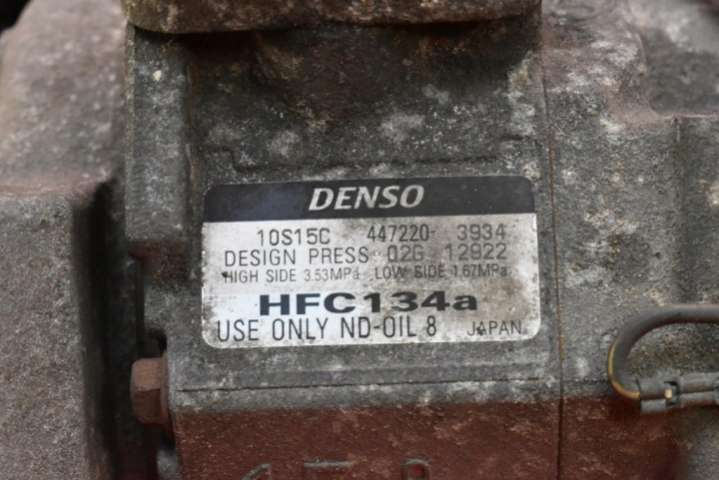 DENSO
10S15C 447220- 3934
DESIGN PRESS 02G 12922
HIGH SIDE 3.53MPa LOW SIDE 1.67MPa
HFC134a
USE ONLY ND-OIL 8 JAPAN